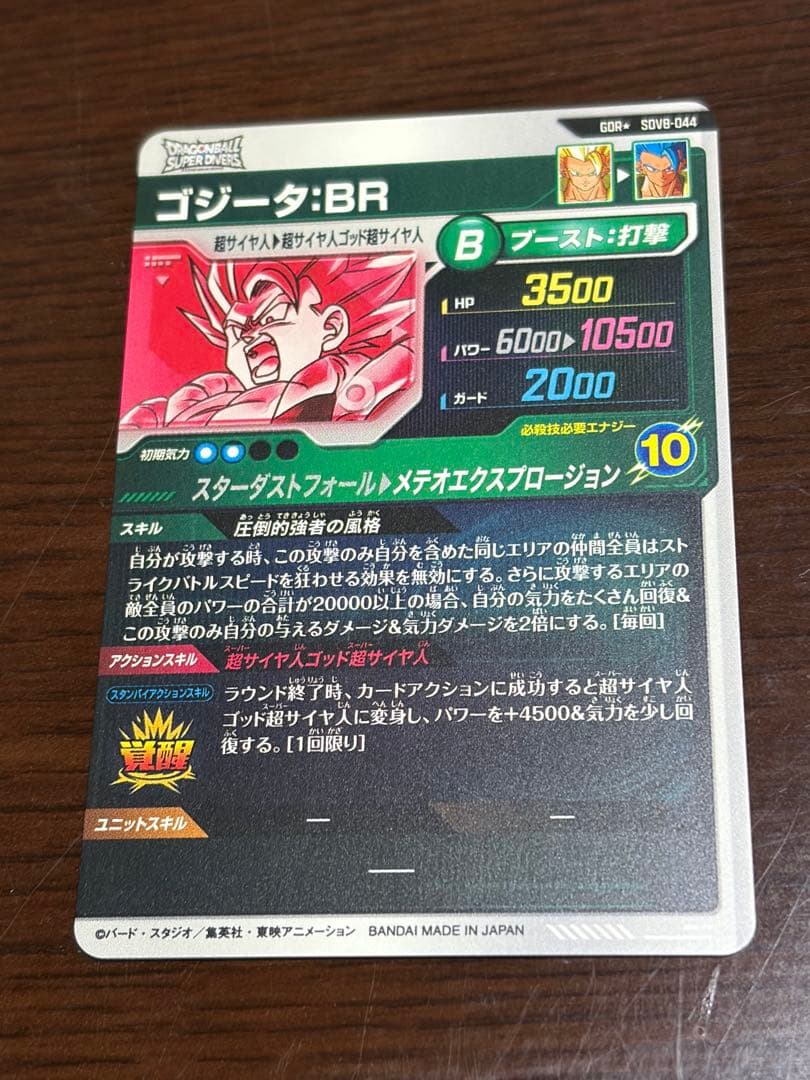 GDR★ SDV8-044
DRAGONBALL
SUPER DIVERS
ゴジータ:BR
超サイヤ人▶超サイヤ人ゴッド超サイヤ人
B ブースト:打撃
HP 3500
パワー 6000▶10500
ガード 2000
必殺技必要エナジー
10
初期気力
スターダストフォール▶メテオエクスプロージョン
スキル 圧倒的強者の風格
自分が攻撃する時、この攻撃のみ自分を含めた同じエリアの仲間全員はスト
ライクバトルスピードを狂わせる効果を無効にする。さらに攻撃するエリアの
敵全員のパワーの合計が20000以上の場合、自分の気力をたくさん回復&
この攻撃のみ自分の与えるダメージ&気力ダメージを2倍にする。[毎回]
アクションスキル 超サイヤ人ゴッド超サイヤ人
スタンバイアクションスキル
覚醒
ラウンド終了時、カードアクションに成功すると超サイヤ人
ゴッド超サイヤ人に変身し、パワーを+4500&気力を少し回
復する。[1回限り]
ユニットスキル ー ー
ー
©バード・スタジオ/集英社・東映アニメーション BANDAI MADE IN JAPAN